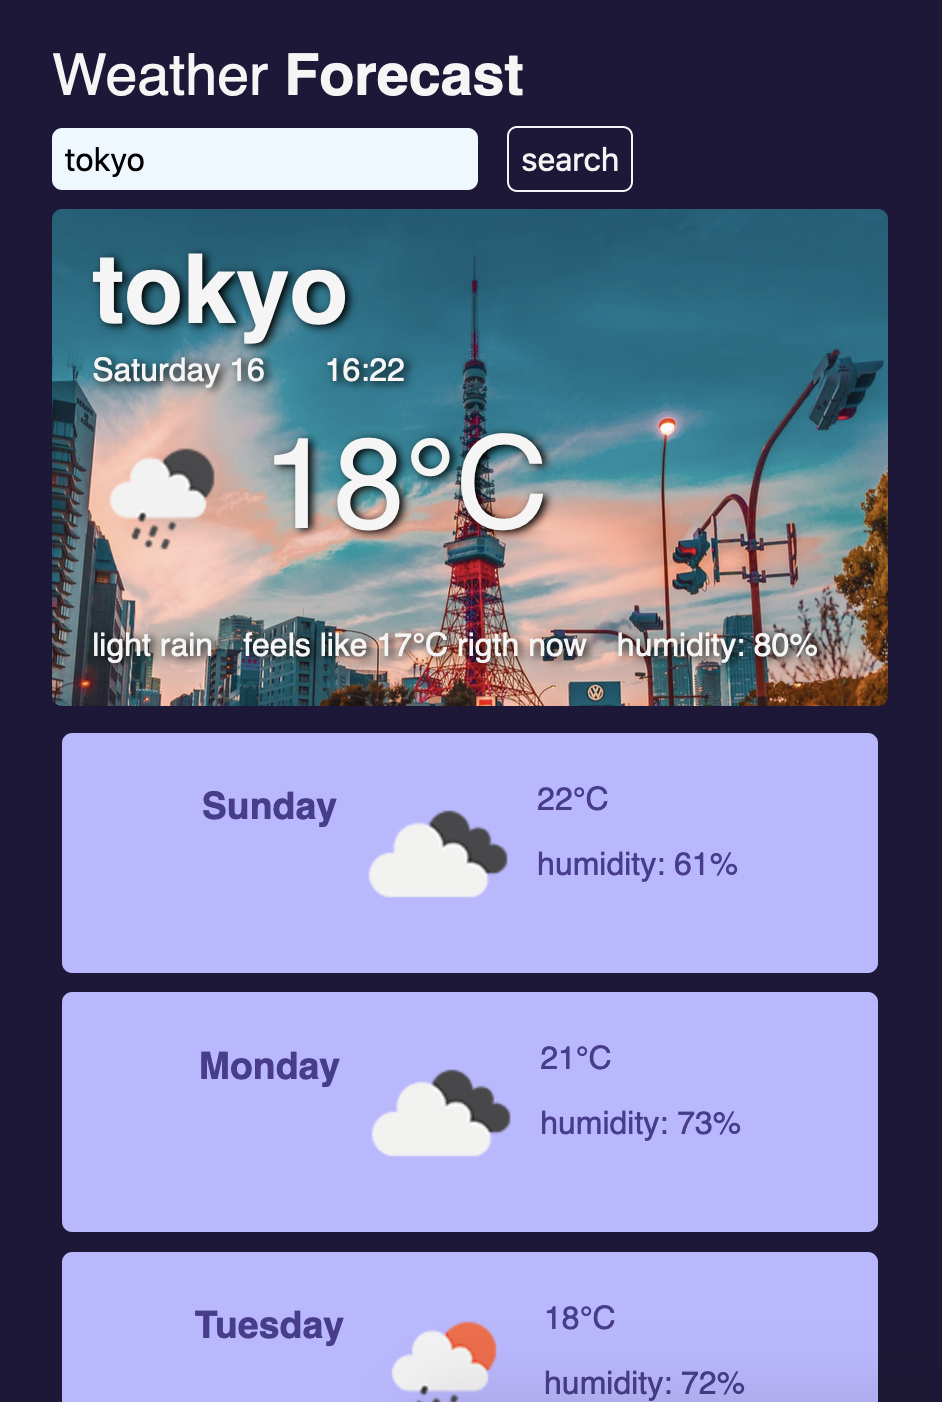 Weather Forecast
tokyo
search
tokyo
Saturday 16 16:22
18°C
light rain feels like 17°C rigth now humidity: 80%
Sunday
22°C
humidity: 61%
Monday
21°C
humidity: 73%
Tuesday
18°C
humidity: 72%